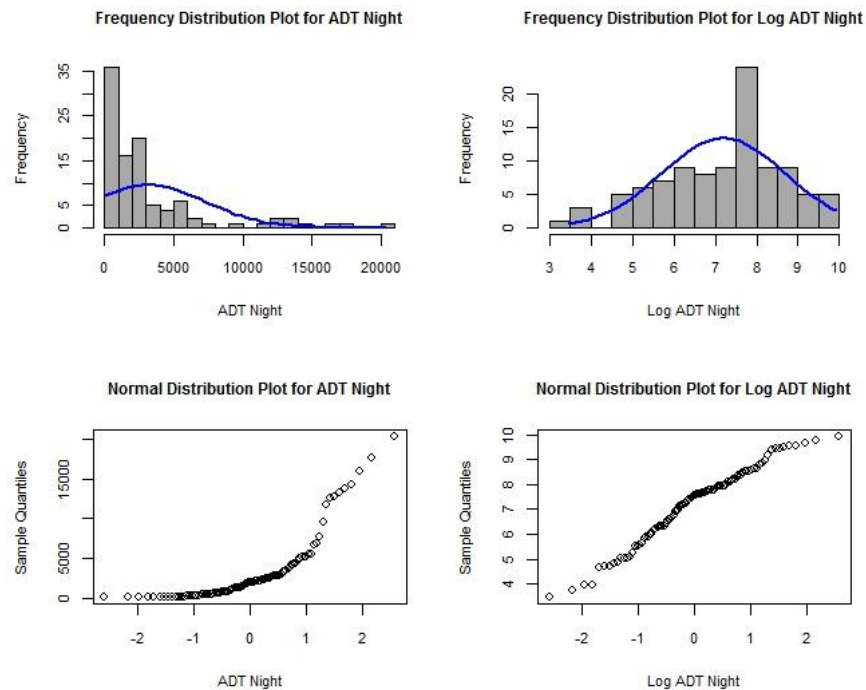 Frequency Distribution Plot for ADT Night
Frequency
0 5 15 25 35
0 5000 10000 15000 20000
ADT Night
Frequency Distribution Plot for Log ADT Night
Frequency
0 5 10 15 20
3 4 5 6 7 8 9 10
Log ADT Night
Normal Distribution Plot for ADT Night
Sample Quantiles
0 5000 15000
-2 -1 0 1 2
ADT Night
Normal Distribution Plot for Log ADT Night
Sample Quantiles
4 5 6 7 8 9 10
-2 -1 0 1 2
Log ADT Night